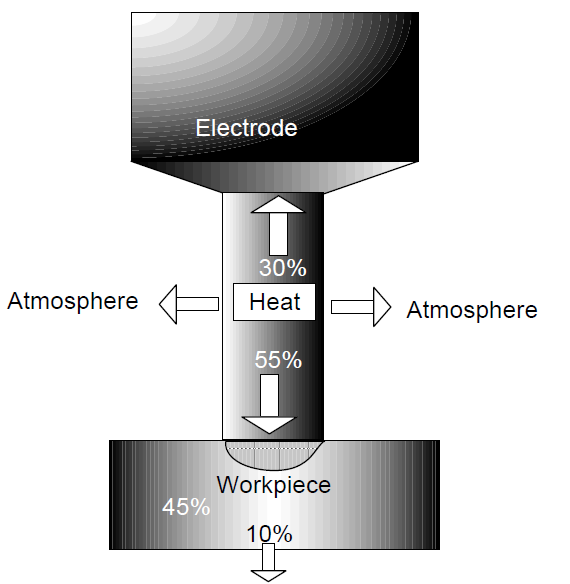 Electrode
30%
Atmosphere
Heat
Atmosphere
55%
Workpiece
45%
10%